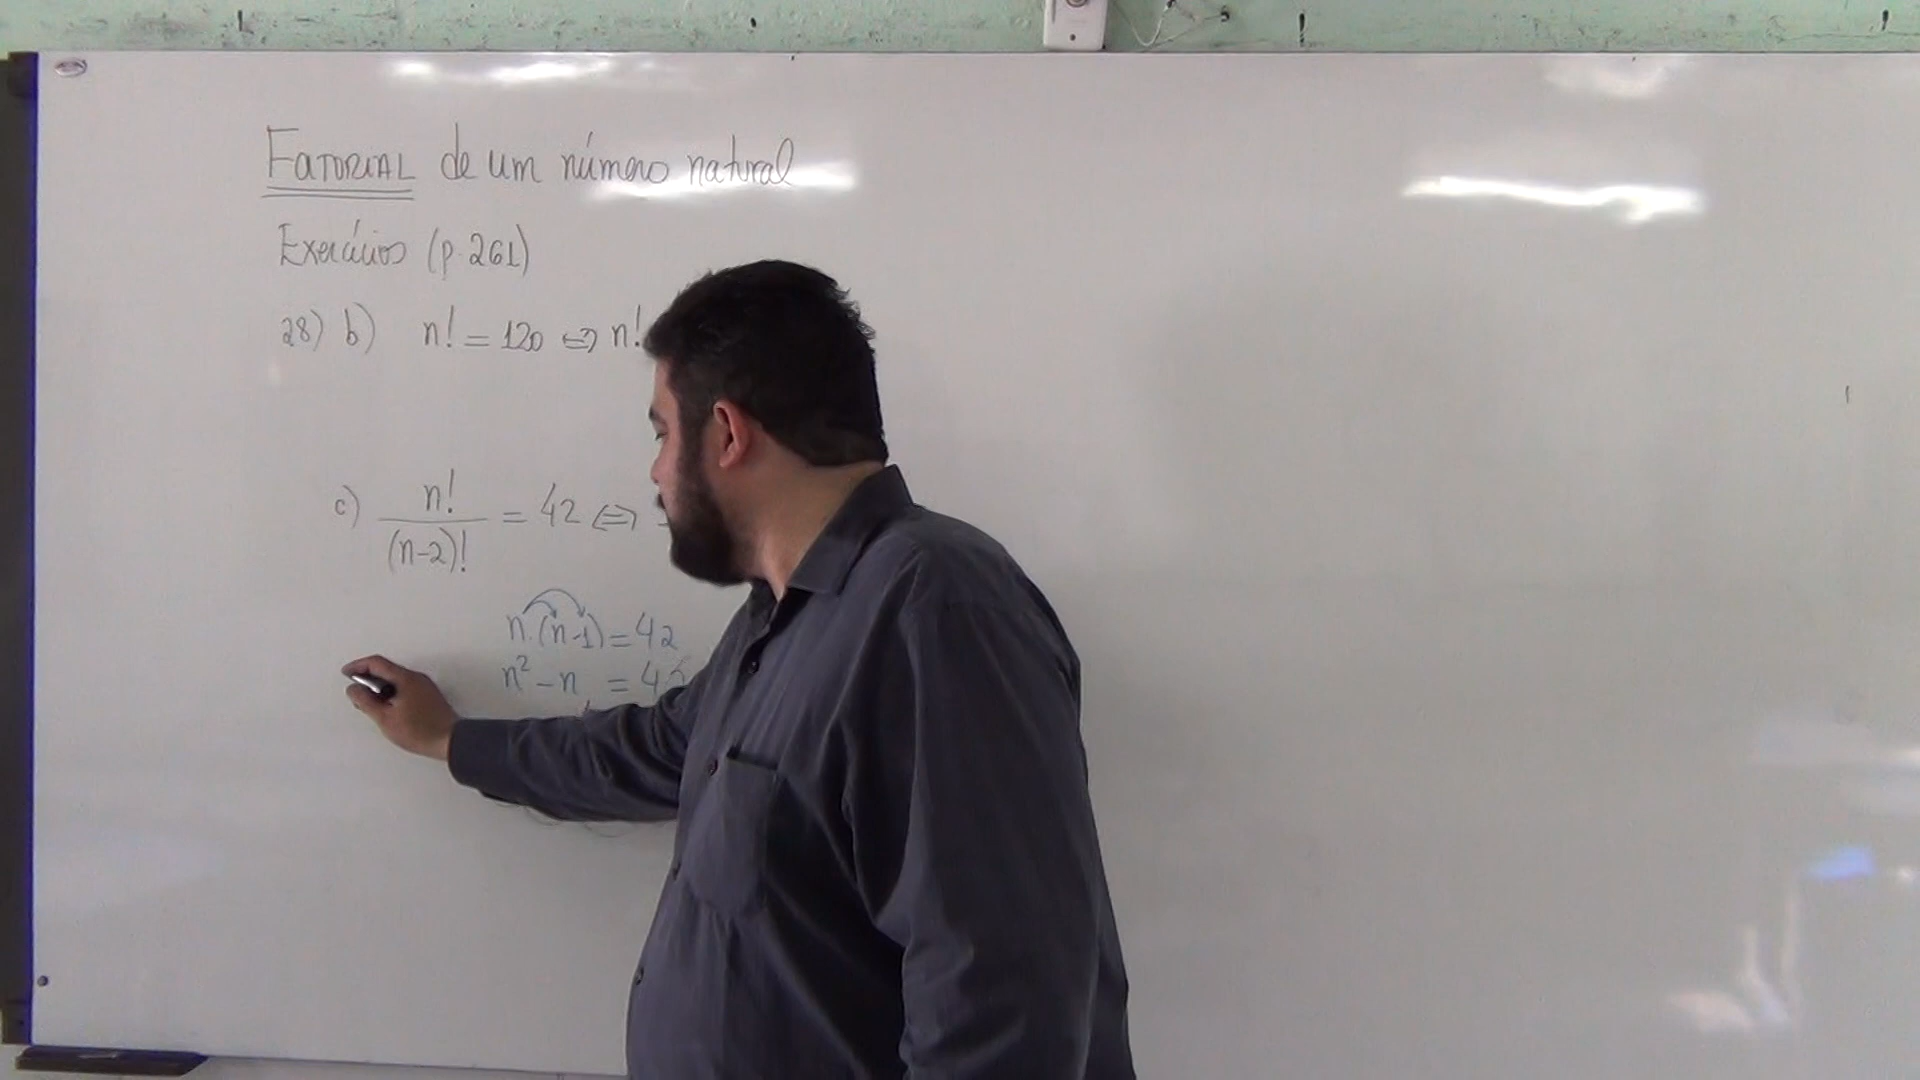 FATORIAL de um número natural
Exercícios (p. 261)
28) b) n! = 120 ⇔ n!
c) n!/(n-2)! = 42 ⇔
n.(n-1) = 42
n² - n = 42